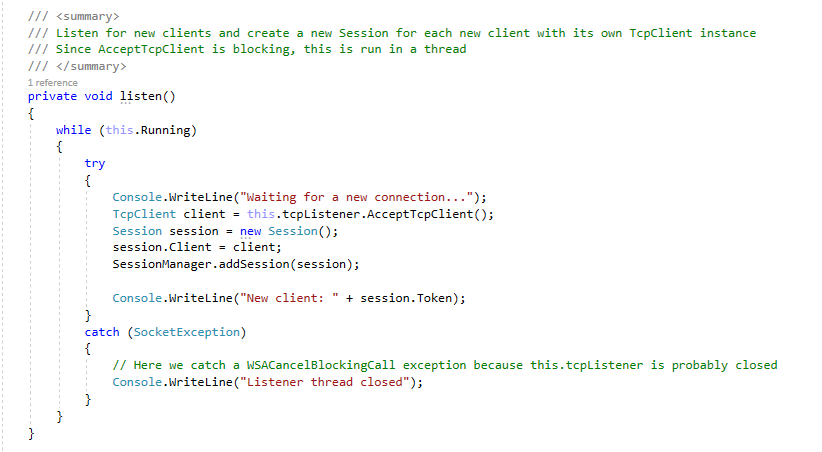 /// <summary>
/// Listen for new clients and create a new Session for each new client with its own TcpClient instance
/// Since AcceptTcpClient is blocking, this is run in a thread
/// </summary>
1 reference
private void listen()
{
    while (this.Running)
    {
        try
        {
            Console.WriteLine("Waiting for a new connection...");
            TcpClient client = this.tcpListener.AcceptTcpClient();
            Session session = new Session();
            session.Client = client;
            SessionManager.addSession(session);

            Console.WriteLine("New client: " + session.Token);
        }
        catch (SocketException)
        {
            // Here we catch a WSACancelBlockingCall exception because this.tcpListener is probably closed
            Console.WriteLine("Listener thread closed");
        }
    }
}